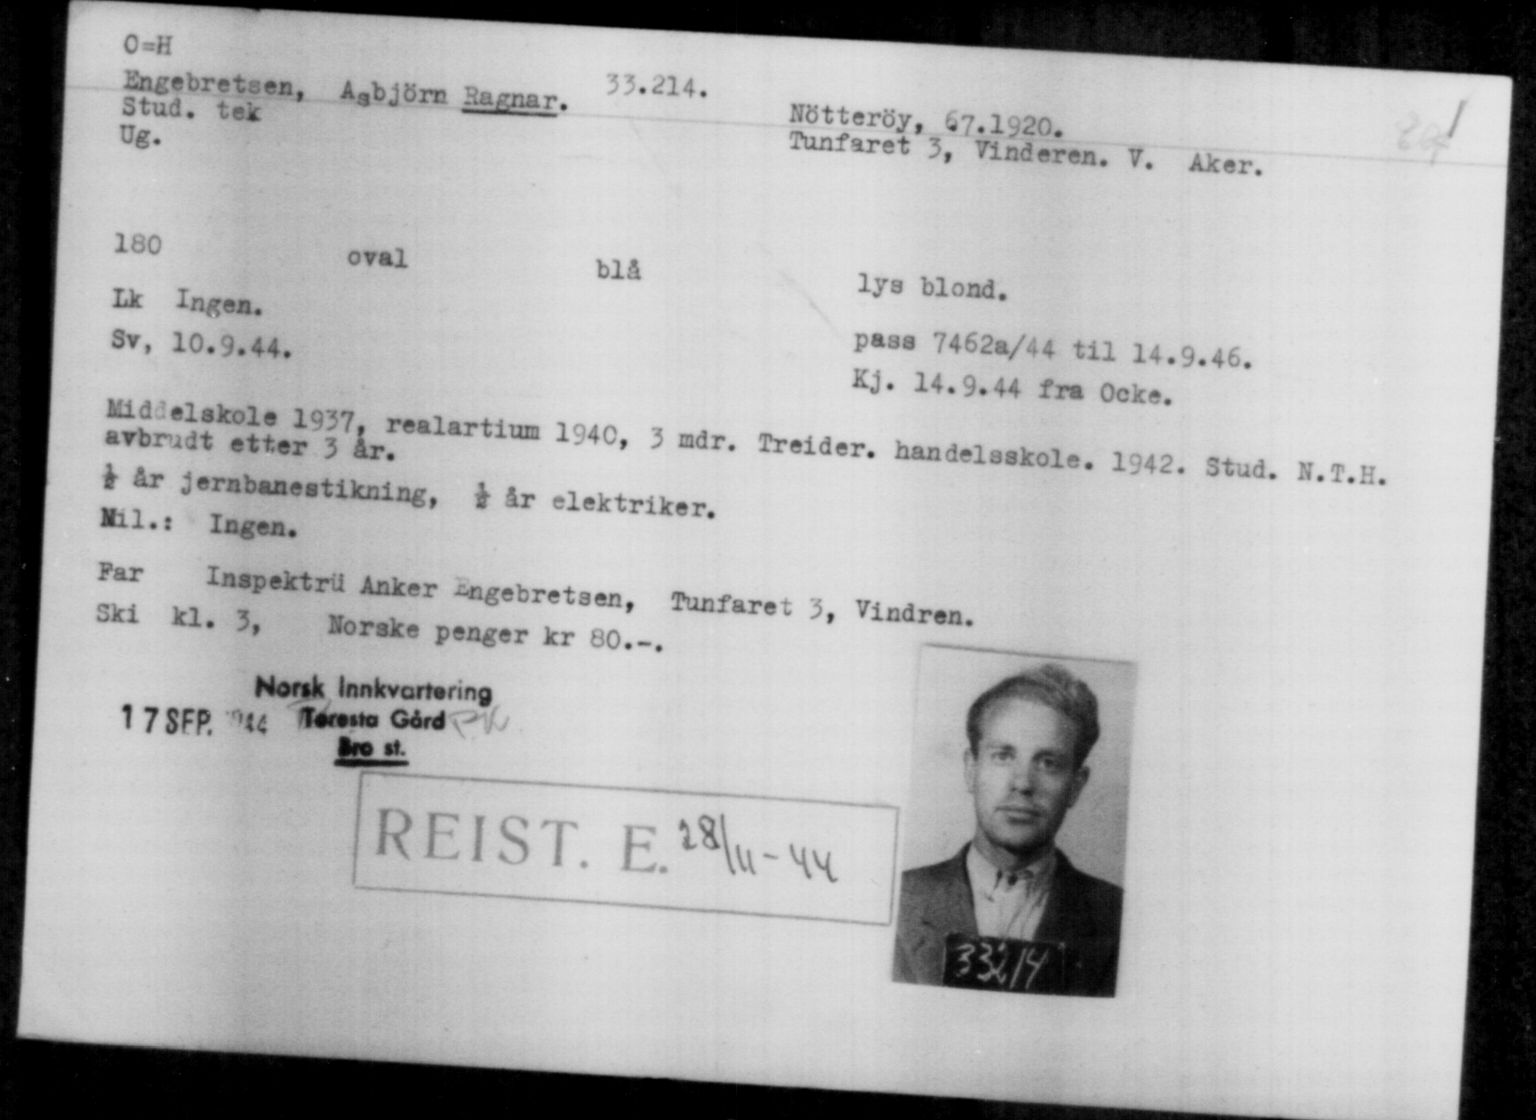 O=H
Engebretsen, Asbjörn Ragnar. 33.214.
Nötteröy, 67.1920.
Stud. tek
Tunfaret 3, Vinderen. V. Aker.
Ug.
180 oval blå lys blond.
Lk Ingen.
pass 7462a/44 til 14.9.46.
Sv, 10.9.44.
Kj. 14.9.44 fra Ocke.
Middelskole 1937, realartium 1940, 3 mdr. Treider. handelsskole. 1942. Stud. N.T.H.
avbrudt etter 3 år.
½ år jernbanestikning, ½ år elektriker.
Mil.: Ingen.
Far Inspektrü Anker Engebretsen, Tunfaret 3, Vindren.
Ski kl. 3, Norske penger kr 80.-.
Norsk Innkvartering
17 SEP. 1944 Tøresta Gård
Bro st.
REIST. E. 28/11-44
33214